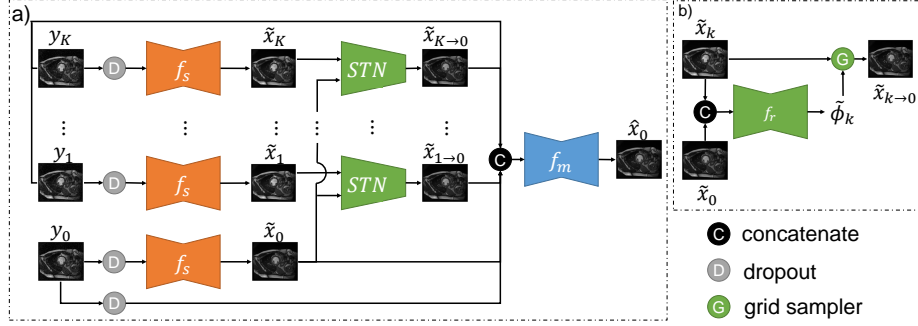 a)
y_K D f_s x̃_K STN x̃_{K→0}
⋮ ⋮ ⋮ ⋮
y_1 D f_s x̃_1 STN x̃_{1→0} C f_m x̂_0
y_0 D f_s x̃_0
D
b)
x̃_k G x̃_{k→0}
C f_r ϕ̃_k
x̃_0
C concatenate
D dropout
G grid sampler